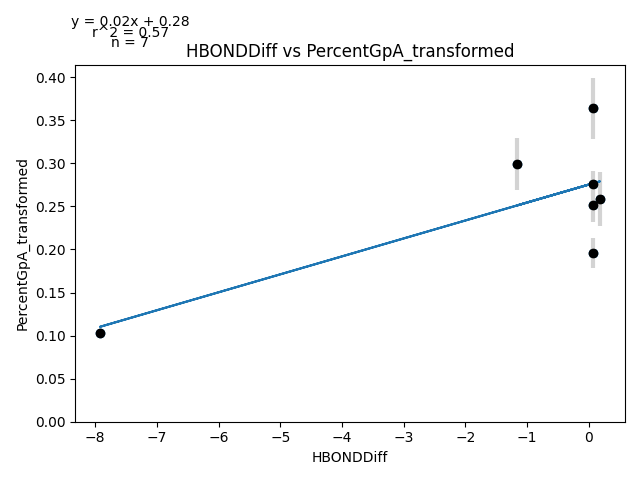 y = 0.02x + 0.28
r^2 = 0.57
n = 7
HBONDDiff vs PercentGpA_transformed
PercentGpA_transformed
0.40
0.35
0.30
0.25
0.20
0.15
0.10
0.05
0.00
−8 −7 −6 −5 −4 −3 −2 −1 0
HBONDDiff